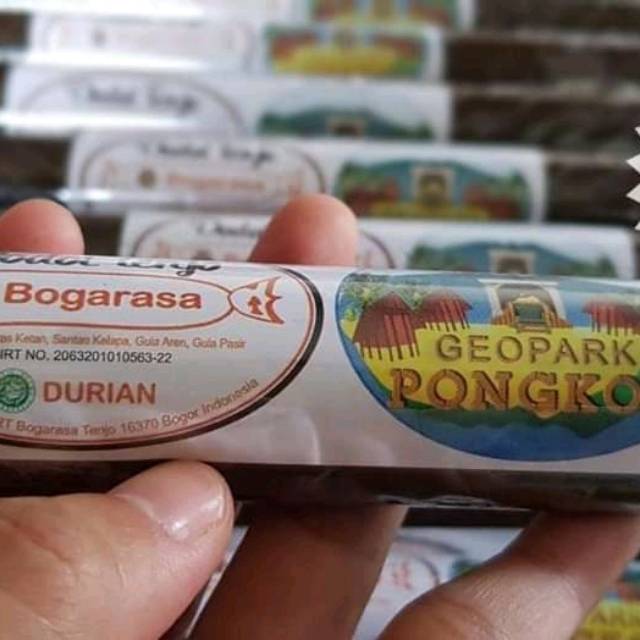 Bogarasa
Ketan, Santan Kelapa, Gula Aren, Gula Pasir
IRT NO. 2063201010563-22
DURIAN
Bogarasa Tenjo 16370 Bogor Indonesia
GEOPARK
PONGKO